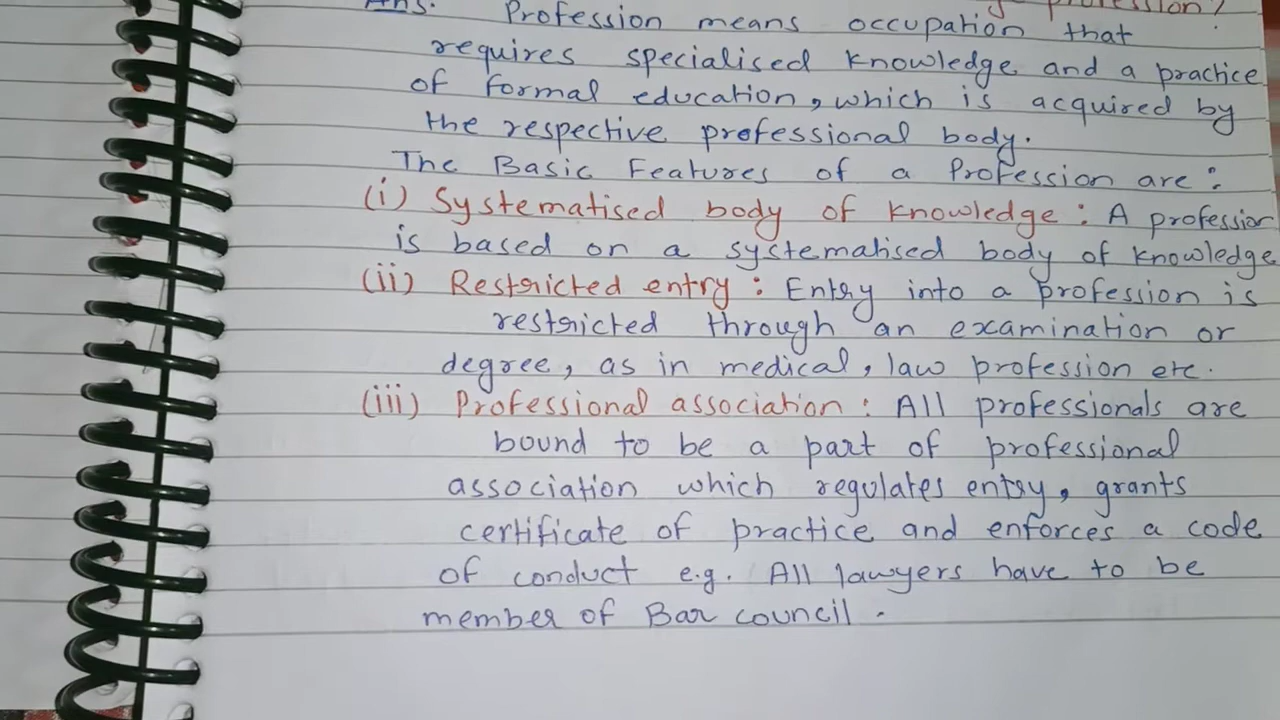 profession?
Ans. Profession means occupation that
requires specialised knowledge and a practice
of formal education, which is acquired by
the respective professional body.
The Basic Features of a Profession are:
(i) Systematised body of knowledge: A profession
is based on a systematised body of knowledge
(ii) Restricted entry: Entry into a profession is
restricted through an examination or
degree, as in medical, law profession etc.
(iii) Professional association: All professionals are
bound to be a part of professional
association which regulates entry, grants
certificate of practice and enforces a code
of conduct e.g. All lawyers have to be
member of Bar council.